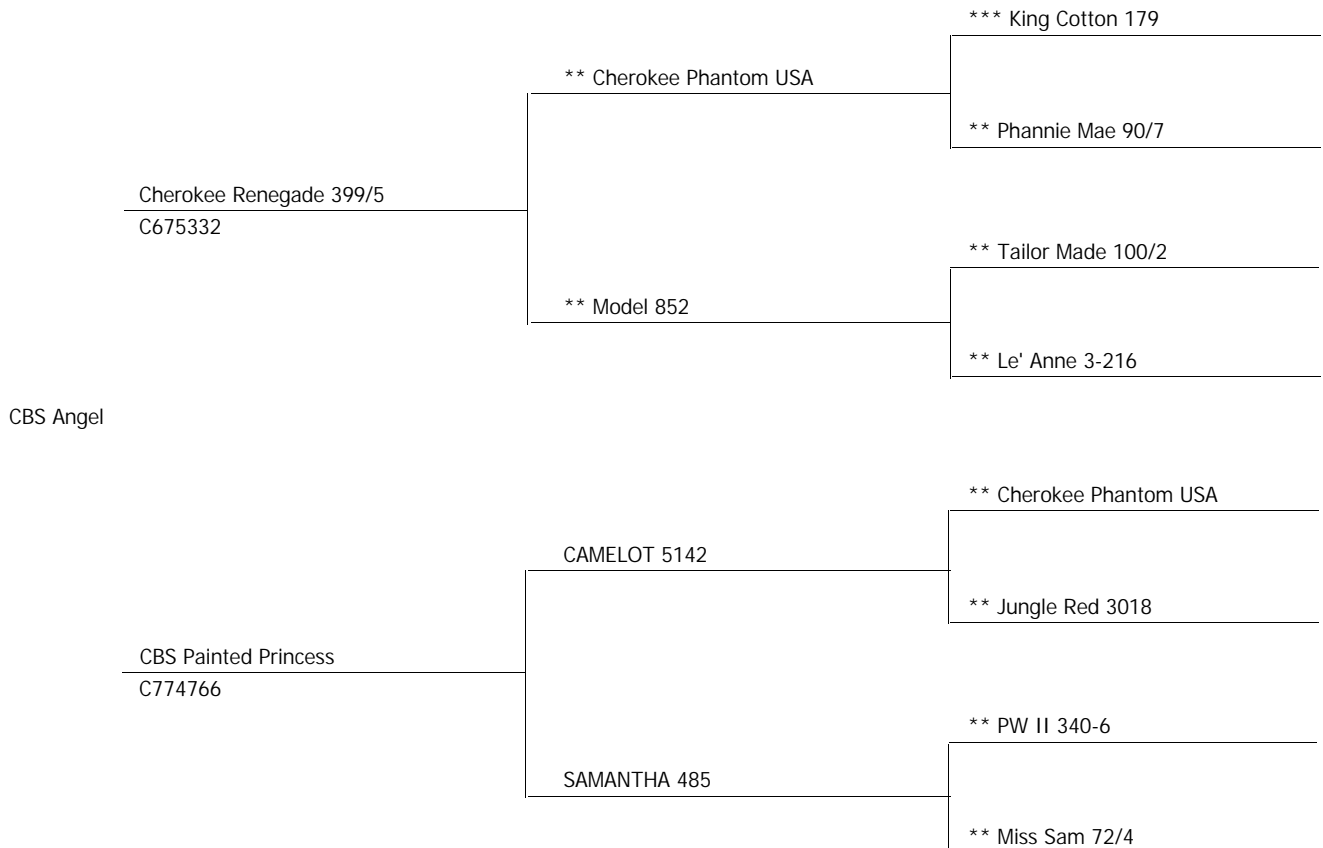 *** King Cotton 179
** Cherokee Phantom USA
** Phannie Mae 90/7
Cherokee Renegade 399/5
C675332
** Tailor Made 100/2
** Model 852
** Le' Anne 3-216
CBS Angel
** Cherokee Phantom USA
CAMELOT 5142
** Jungle Red 3018
CBS Painted Princess
C774766
** PW II 340-6
SAMANTHA 485
** Miss Sam 72/4